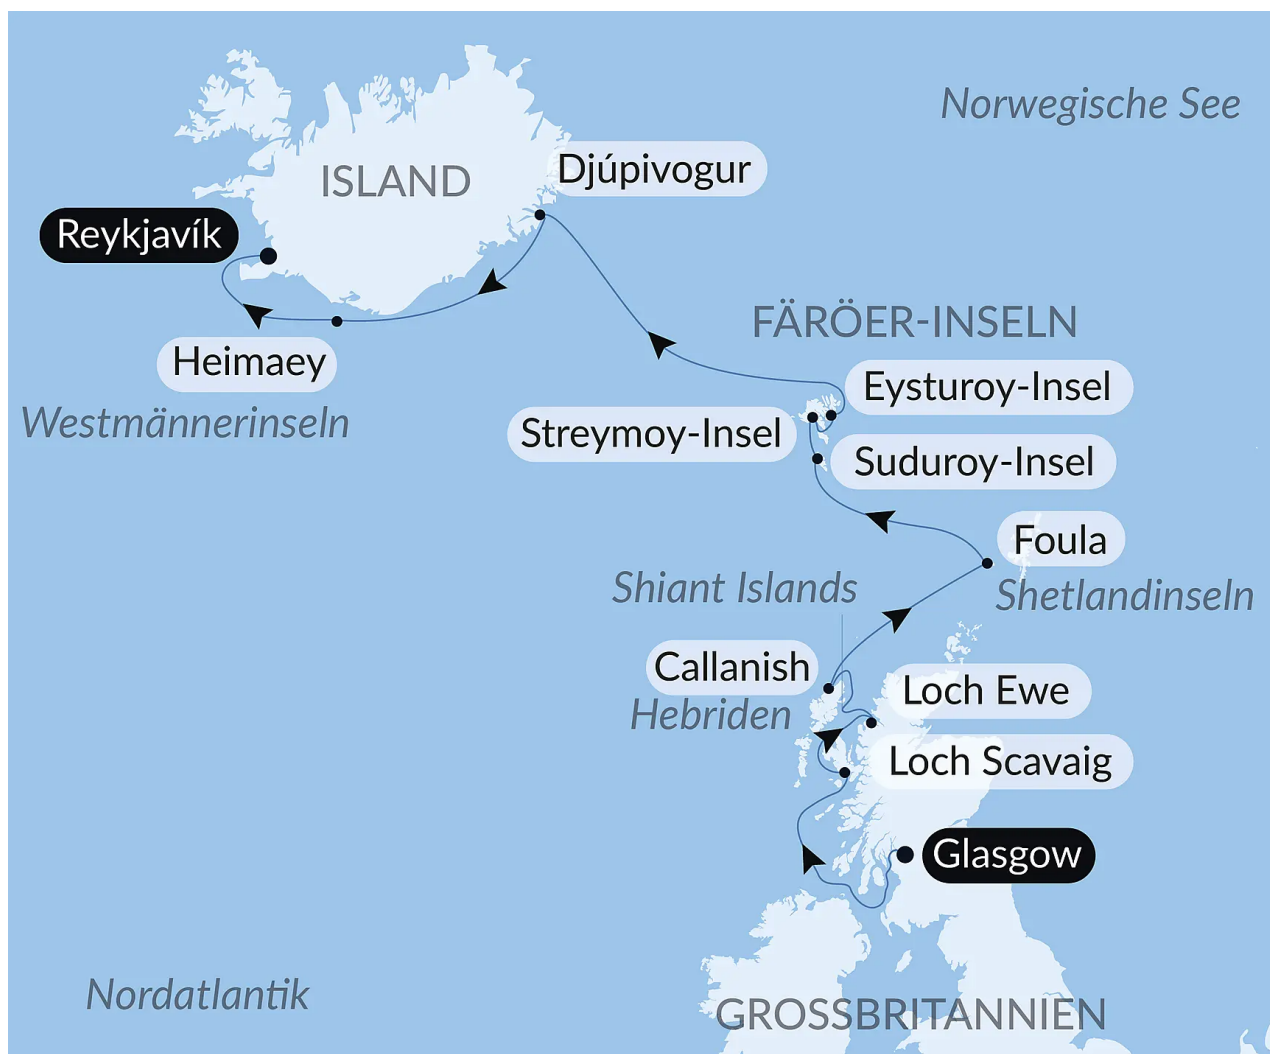 Norwegische See
Djúpivogur
ISLAND
Reykjavík
FÄRÖER-INSELN
Heimaey
Eysturoy-Insel
Westmännerinseln
Streymoy-Insel
Suduroy-Insel
Foula
Shiant Islands
Shetlandinseln
Callanish
Loch Ewe
Hebriden
Loch Scavaig
Glasgow
Nordatlantik
GROSSBRITANNIEN